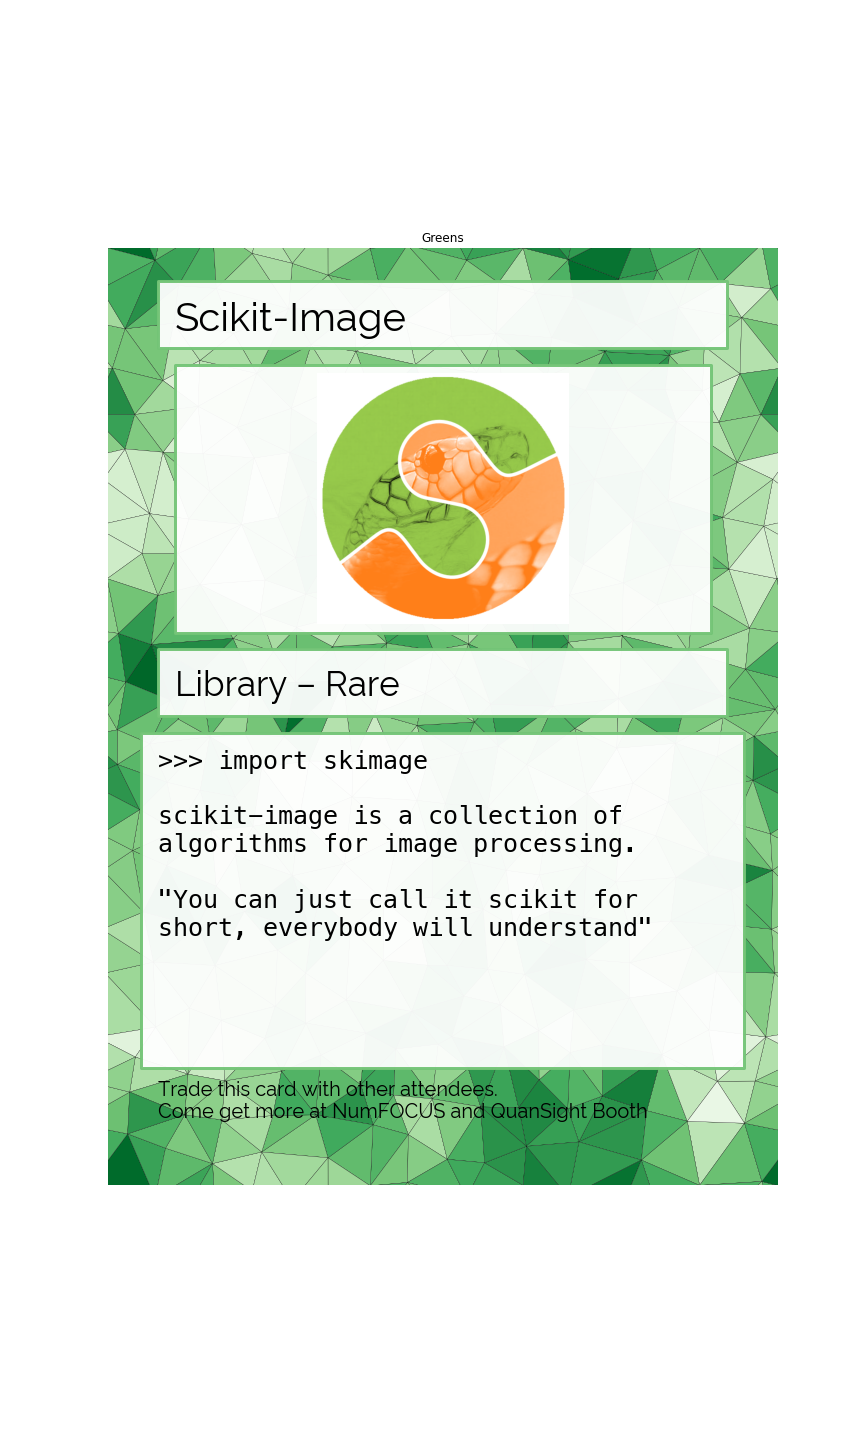 Greens
Scikit-Image
Library – Rare
>>> import skimage
scikit−image is a collection of
algorithms for image processing.
"You can just call it scikit for
short, everybody will understand"
Trade this card with other attendees.
Come get more at NumFOCUS and QuanSight Booth